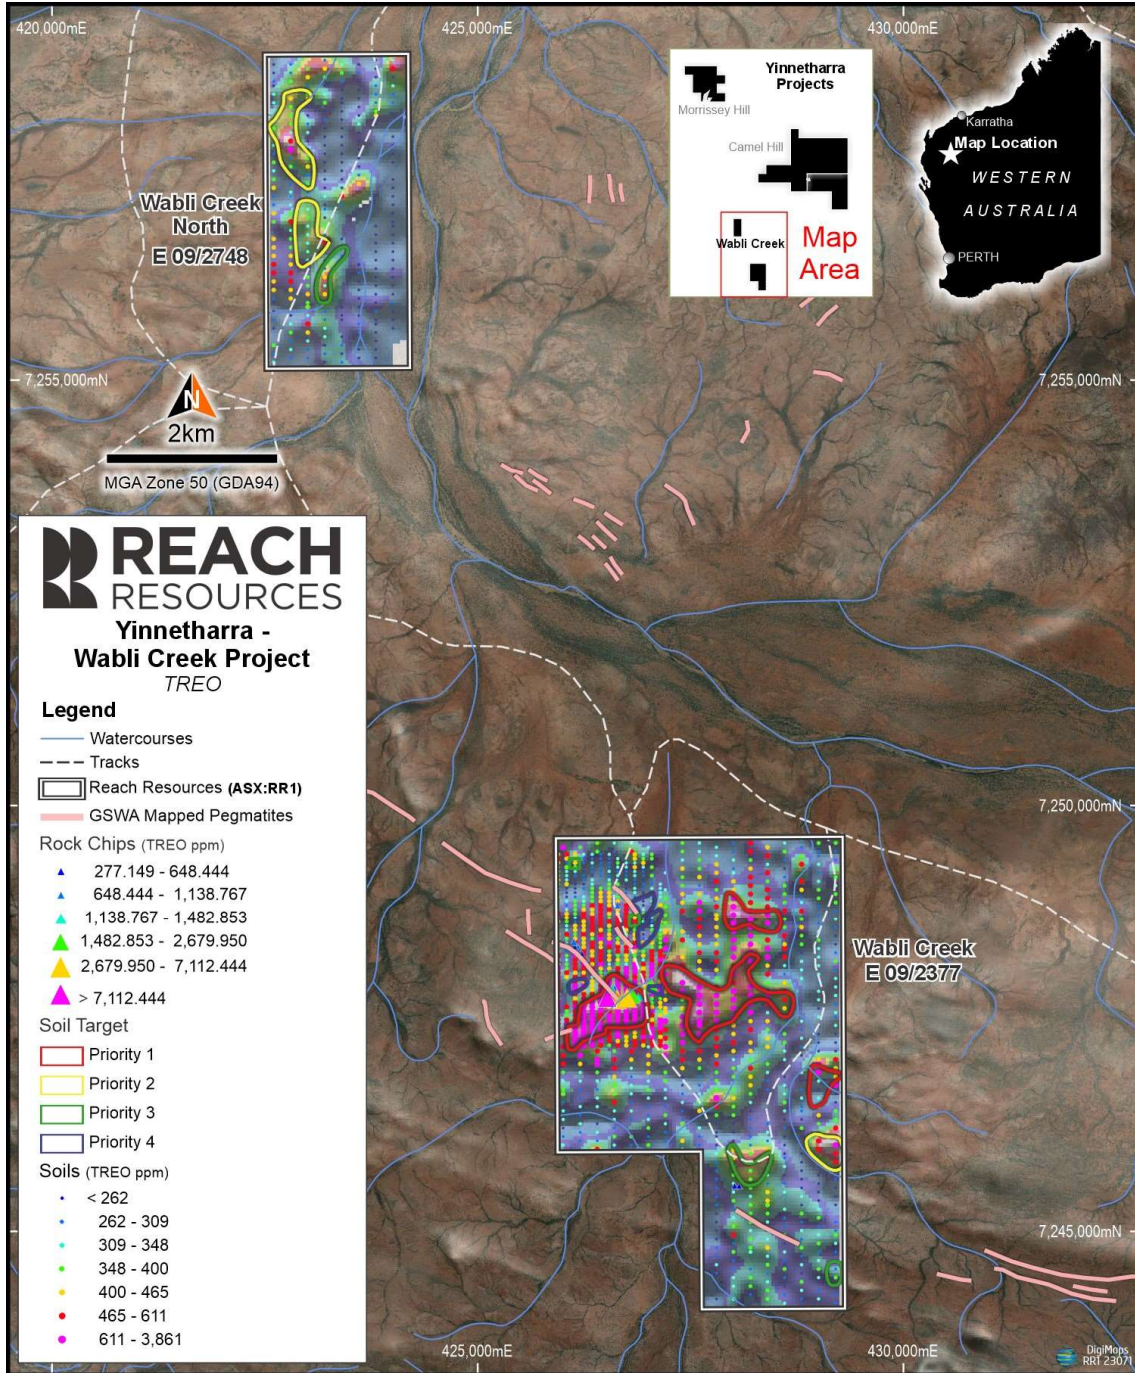 420,000mE
425,000mE
430,000mE
Yinnetharra
Projects
Morrissey Hill
Camel Hill
Wabli Creek
Map
Area
Karratha
Map Location
WESTERN
AUSTRALIA
PERTH
Wabli Creek
North
E 09/2748
7,255,000mN
7,255,000mN
N
2km
MGA Zone 50 (GDA94)
REACH
RESOURCES
Yinnetharra -
Wabli Creek Project
TREO
Legend
Watercourses
Tracks
Reach Resources (ASX:RR1)
GSWA Mapped Pegmatites
Rock Chips (TREO ppm)
277.149 - 648.444
648.444 - 1,138.767
1,138.767 - 1,482.853
1,482.853 - 2,679.950
2,679.950 - 7,112.444
> 7,112.444
Soil Target
Priority 1
Priority 2
Priority 3
Priority 4
Soils (TREO ppm)
< 262
262 - 309
309 - 348
348 - 400
400 - 465
465 - 611
611 - 3,861
7,250,000mN
Wabli Creek
E 09/2377
7,245,000mN
425,000mE
430,000mE
DigiMaps
RR1 23071